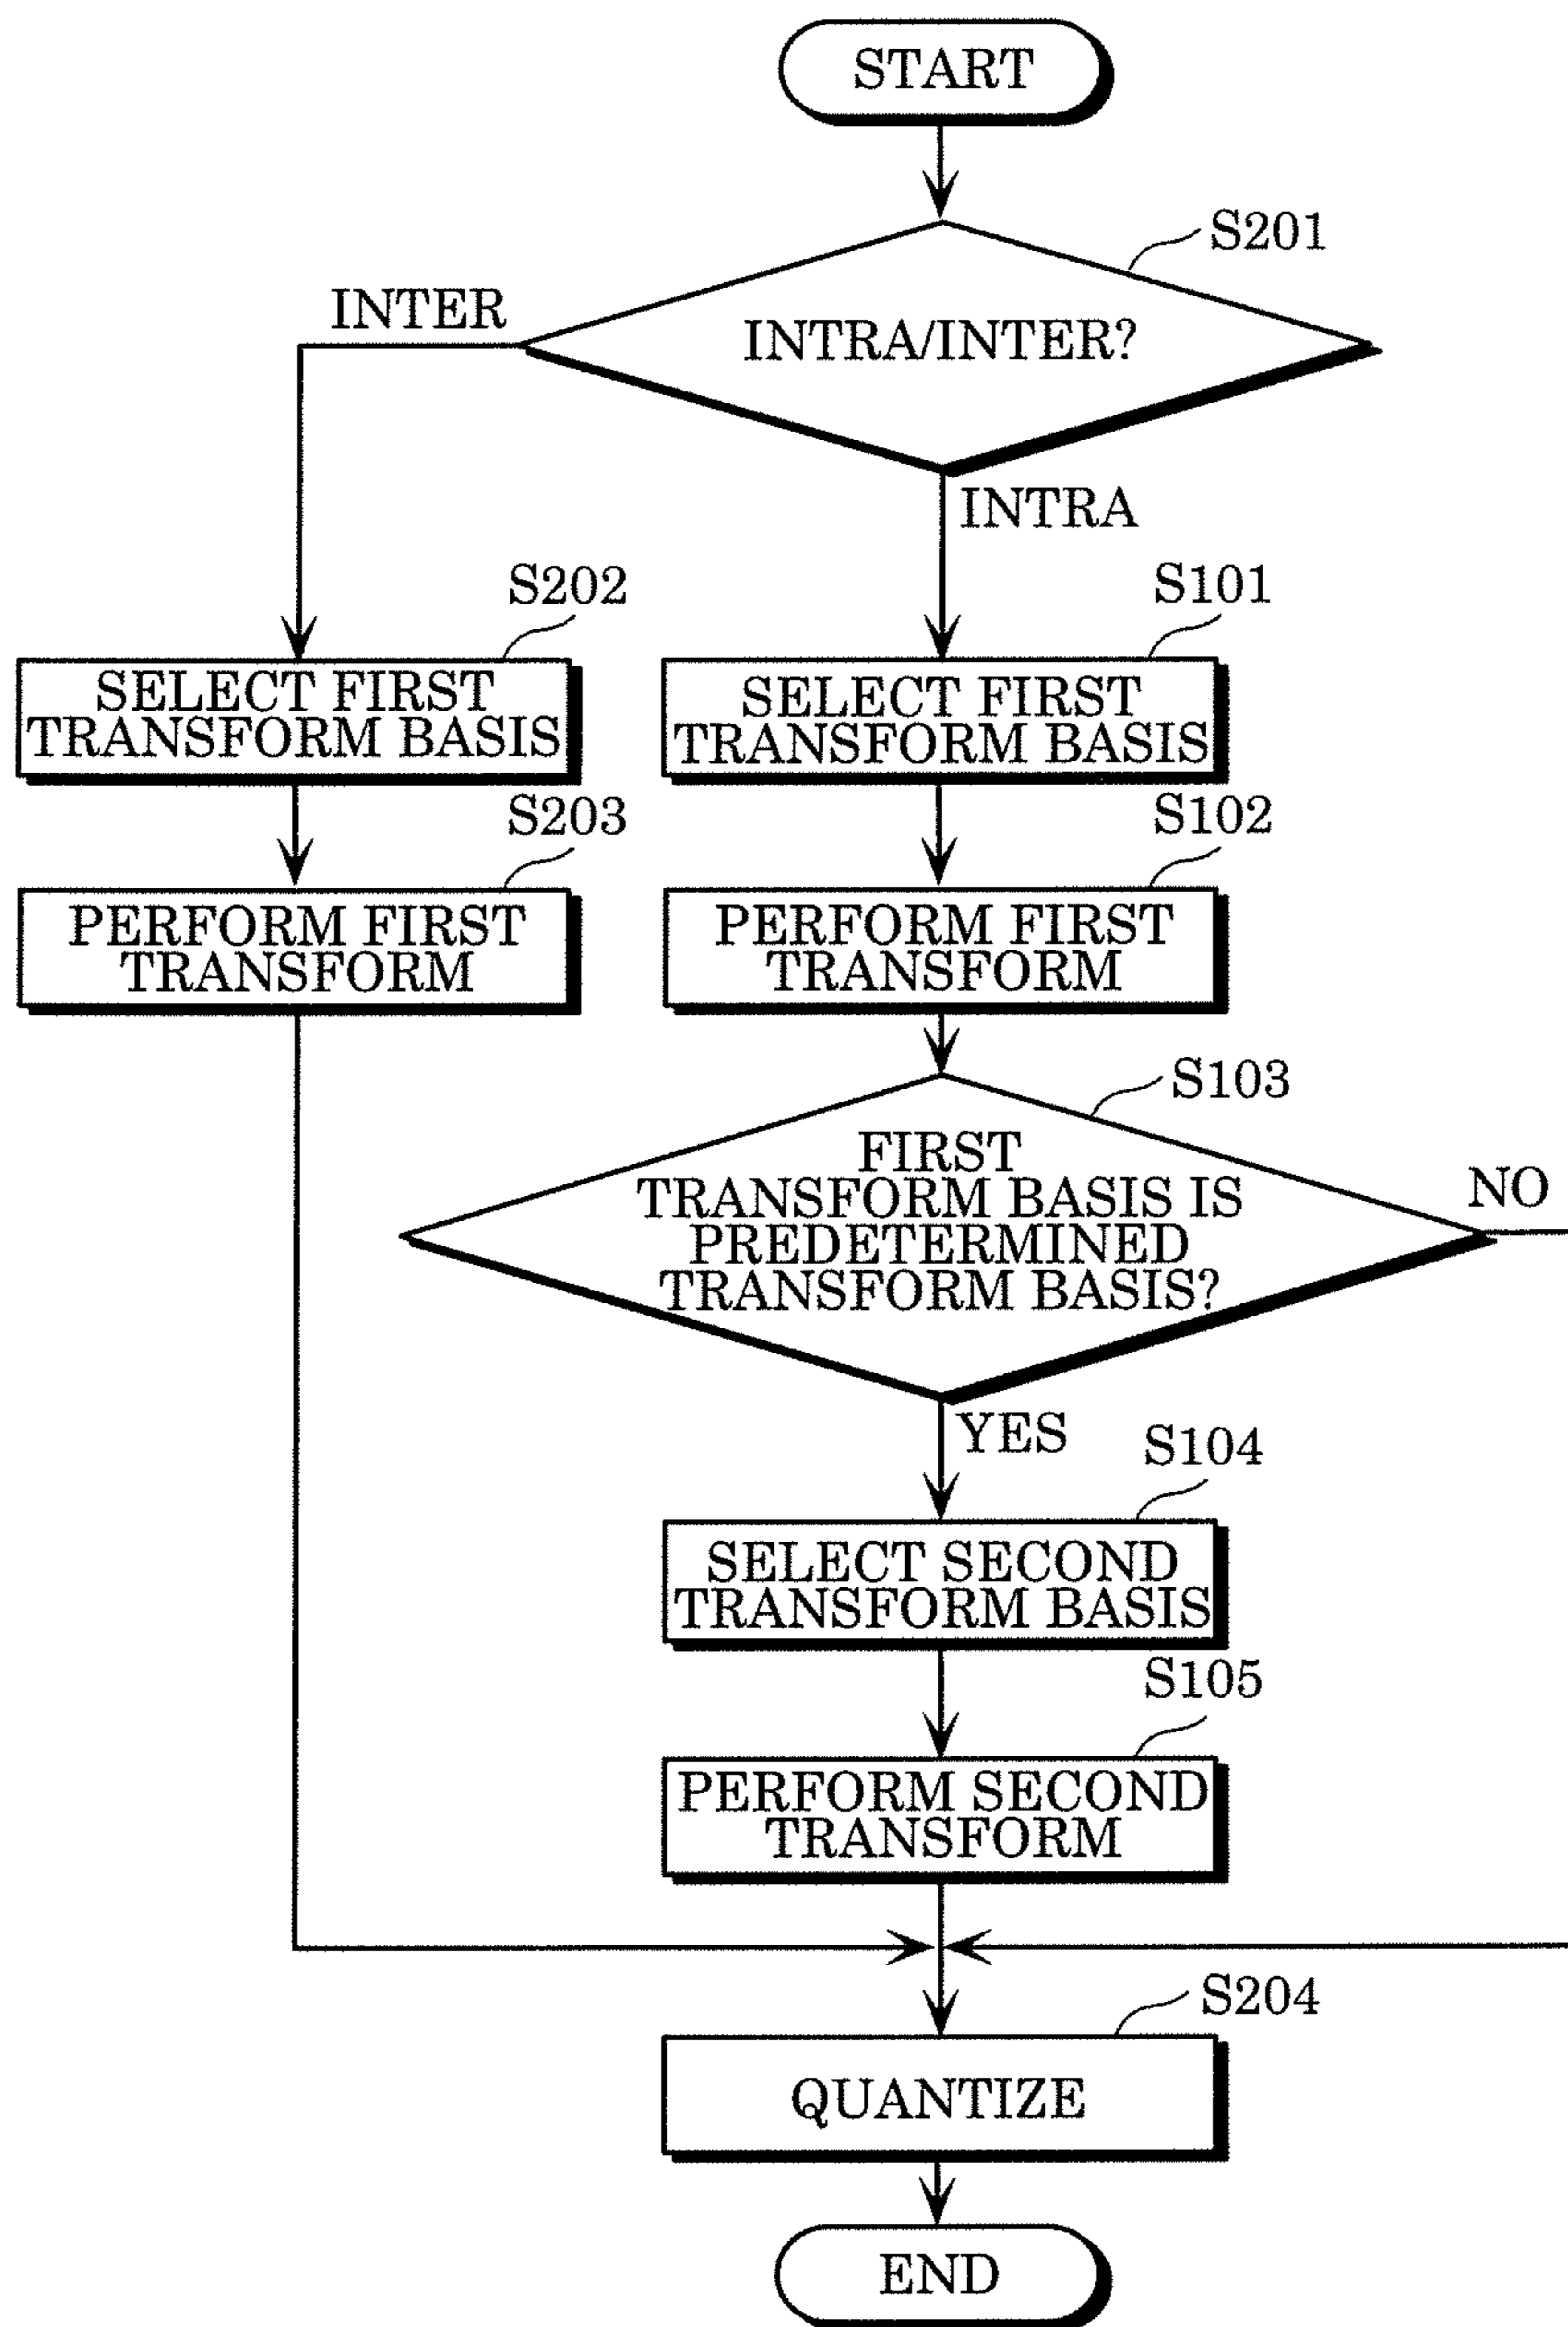 START
S201
INTER
INTRA/INTER?
INTRA
S202
S101
SELECT FIRST
TRANSFORM BASIS
SELECT FIRST
TRANSFORM BASIS
S203
S102
PERFORM FIRST
TRANSFORM
PERFORM FIRST
TRANSFORM
S103
FIRST
TRANSFORM BASIS IS
PREDETERMINED
TRANSFORM BASIS?
NO
YES
S104
SELECT SECOND
TRANSFORM BASIS
S105
PERFORM SECOND
TRANSFORM
S204
QUANTIZE
END